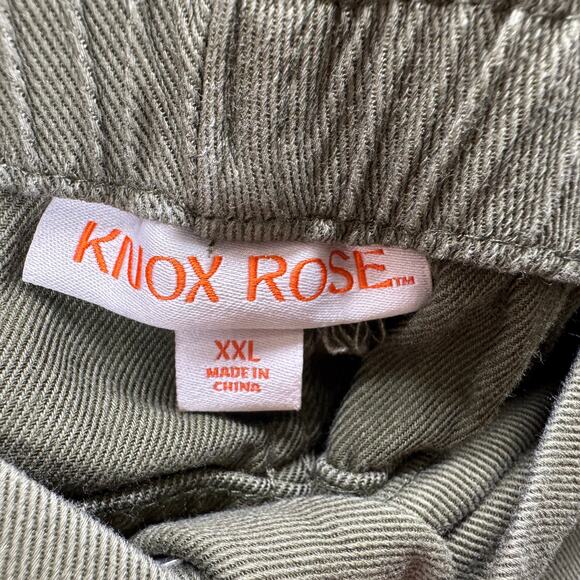 KNOX ROSE™
XXL
MADE IN
CHINA